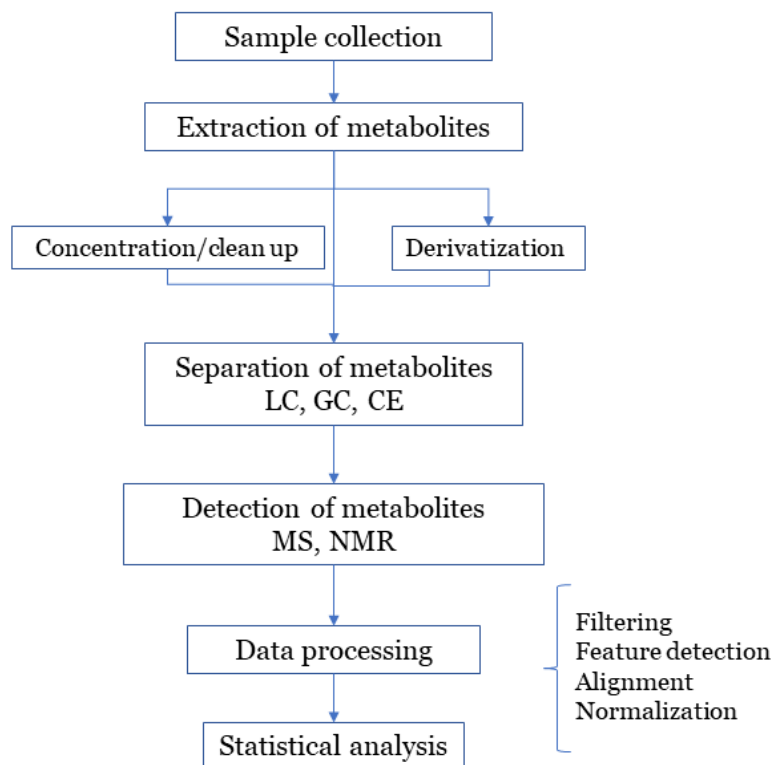 Sample collection
Extraction of metabolites
Concentration/clean up
Derivatization
Separation of metabolites
LC, GC, CE
Detection of metabolites
MS, NMR
Data processing
Filtering
Feature detection
Alignment
Normalization
Statistical analysis